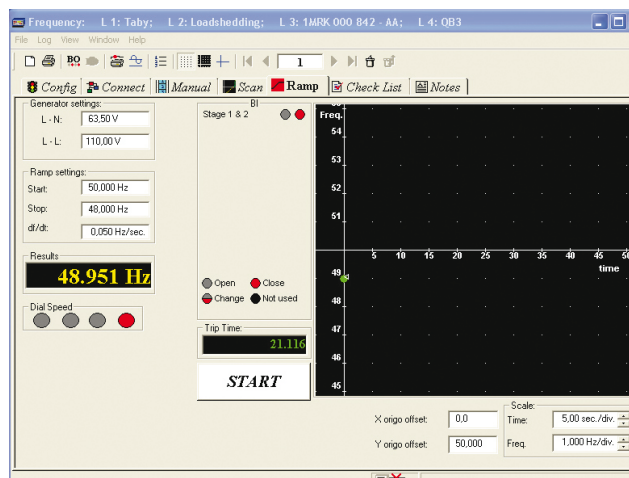 Frequency: L 1: Taby; L 2: Loadshedding; L 3: 1MRK 000 842 - AA; L 4: QB3
File Log View Window Help
BO 1
Config Connect Manual Scan Ramp Check List Notes
Generator settings:
L - N: 63,50 V
L - L: 110,00 V
Ramp settings:
Start: 50,000 Hz
Stop: 48,000 Hz
df/dt: 0,050 Hz/sec.
Results
48.951 Hz
Dial Speed
BI
Stage 1 & 2
Open Close
Change Not used
Trip Time:
21.116
START
Freq.
54
53
52
51
5 10 15 20 25 30 35 40 45 50
time
49
48
47
46
45
X origo offset: 0,0
Y origo offset: 50,000
Scale:
Time: 5,00 sec./div.
Freq. 1,000 Hz/div.